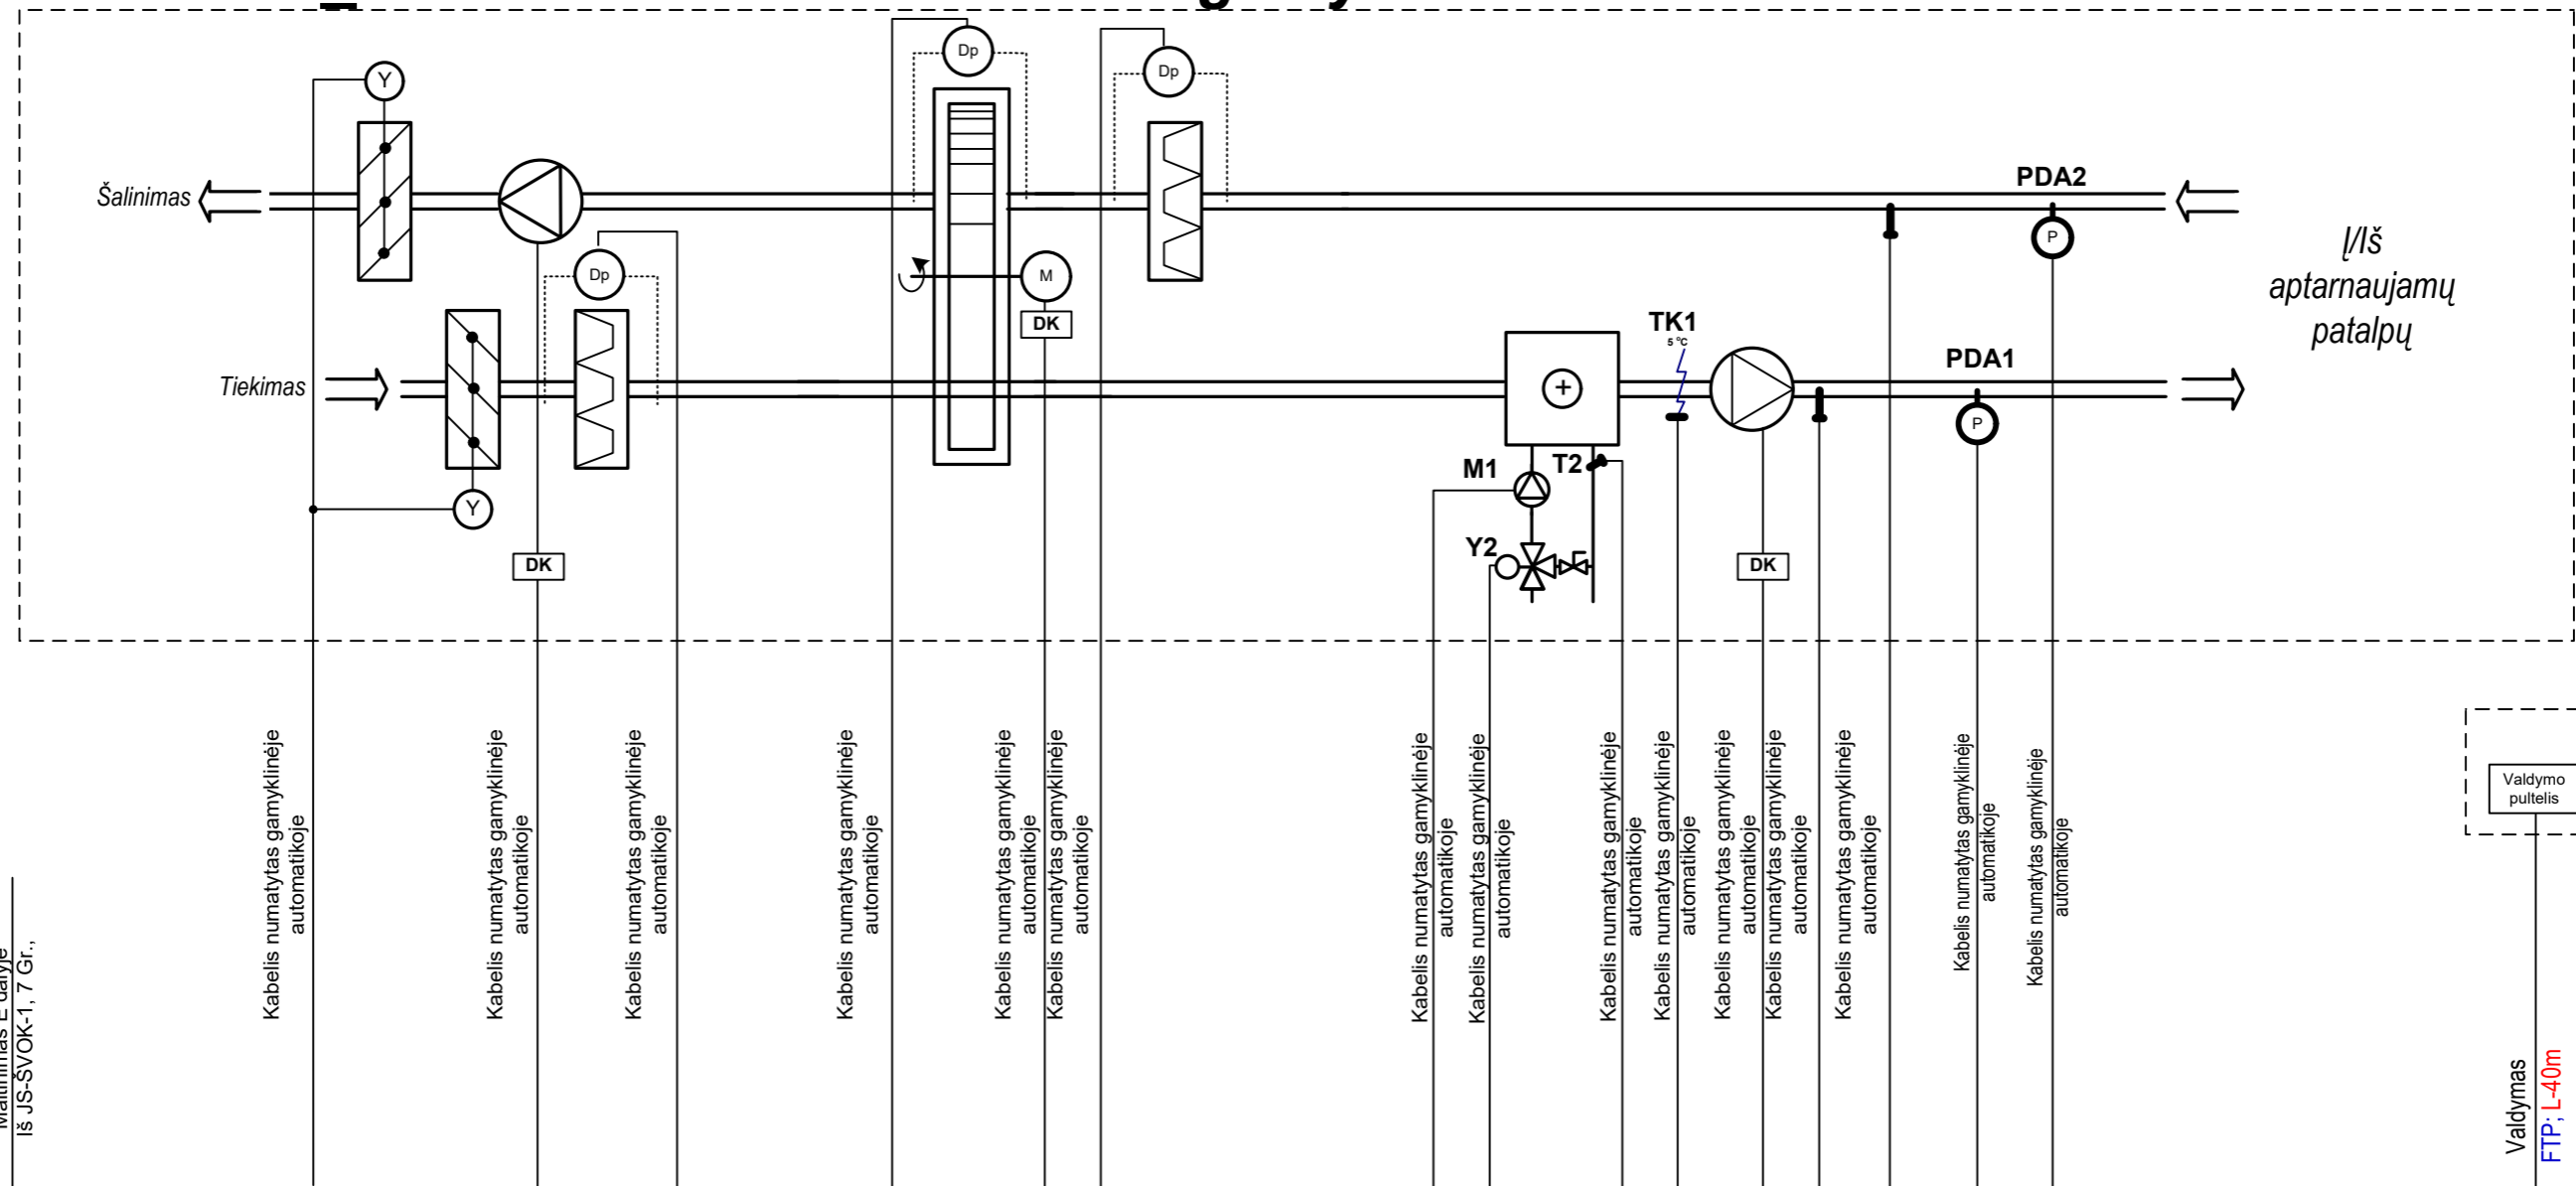 Y
Dp
Dp
Šalinimas
PDA2
P
Į/Iš
aptarnaujamų
patalpų
Dp
M
DK
TK1
5 °C
PDA1
Tiekimas
+
P
M1
T2
Y
Y2
DK
DK
Kabelis numatytas gamyklinėje
automatikoje
Kabelis numatytas gamyklinėje
automatikoje
Kabelis numatytas gamyklinėje
automatikoje
Kabelis numatytas gamyklinėje
automatikoje
Kabelis numatytas gamyklinėje
automatikoje
Kabelis numatytas gamyklinėje
automatikoje
Kabelis numatytas gamyklinėje
automatikoje
Kabelis numatytas gamyklinėje
automatikoje
Kabelis numatytas gamyklinėje
automatikoje
Kabelis numatytas gamyklinėje
automatikoje
Kabelis numatytas gamyklinėje
automatikoje
Kabelis numatytas gamyklinėje
automatikoje
Kabelis numatytas gamyklinėje
automatikoje
Kabelis numatytas gamyklinėje
automatikoje
Kabelis numatytas gamyklinėje
automatikoje
Valdymo
pultelis
Maitinimas E dalyje
Iš JS-ŠVOK-1, 7 Gr.,
Valdymas
FTP; L-40m